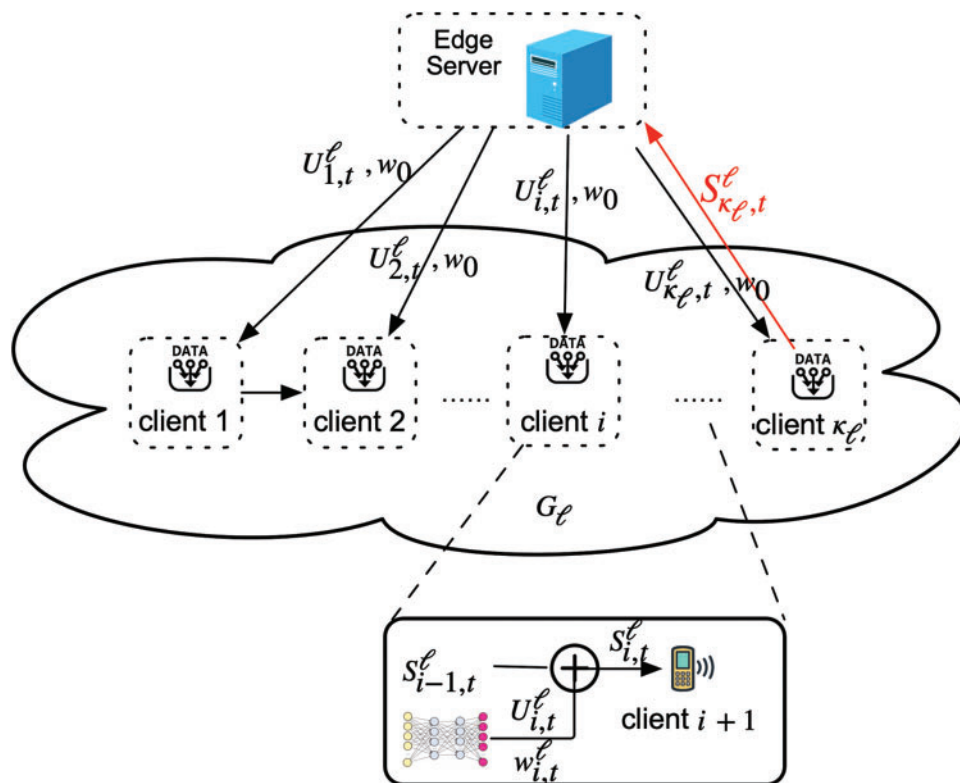 Edge
Server
U^ℓ_{1,t}, w_0
U^ℓ_{2,t}, w_0
U^ℓ_{i,t}, w_0
U^ℓ_{κ_ℓ,t}, w_0
S^ℓ_{κ_ℓ,t}
DATA
client 1
DATA
client 2
......
DATA
client i
......
DATA
client κ_ℓ
G_ℓ
S^ℓ_{i−1,t}
S^ℓ_{i,t}
U^ℓ_{i,t}
w^ℓ_{i,t}
client i + 1